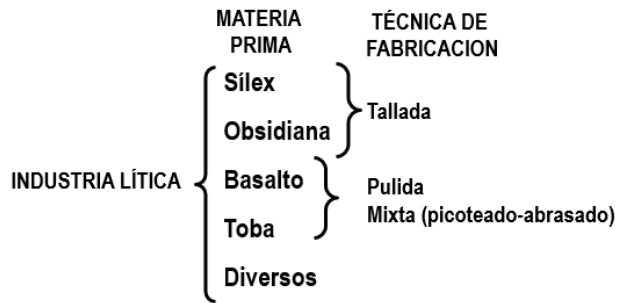 MATERIA
PRIMA
TÉCNICA DE
FABRICACION
Sílex
Obsidiana
Tallada
INDUSTRIA LÍTICA
Basalto
Toba
Pulida
Mixta (picoteado-abrasado)
Diversos